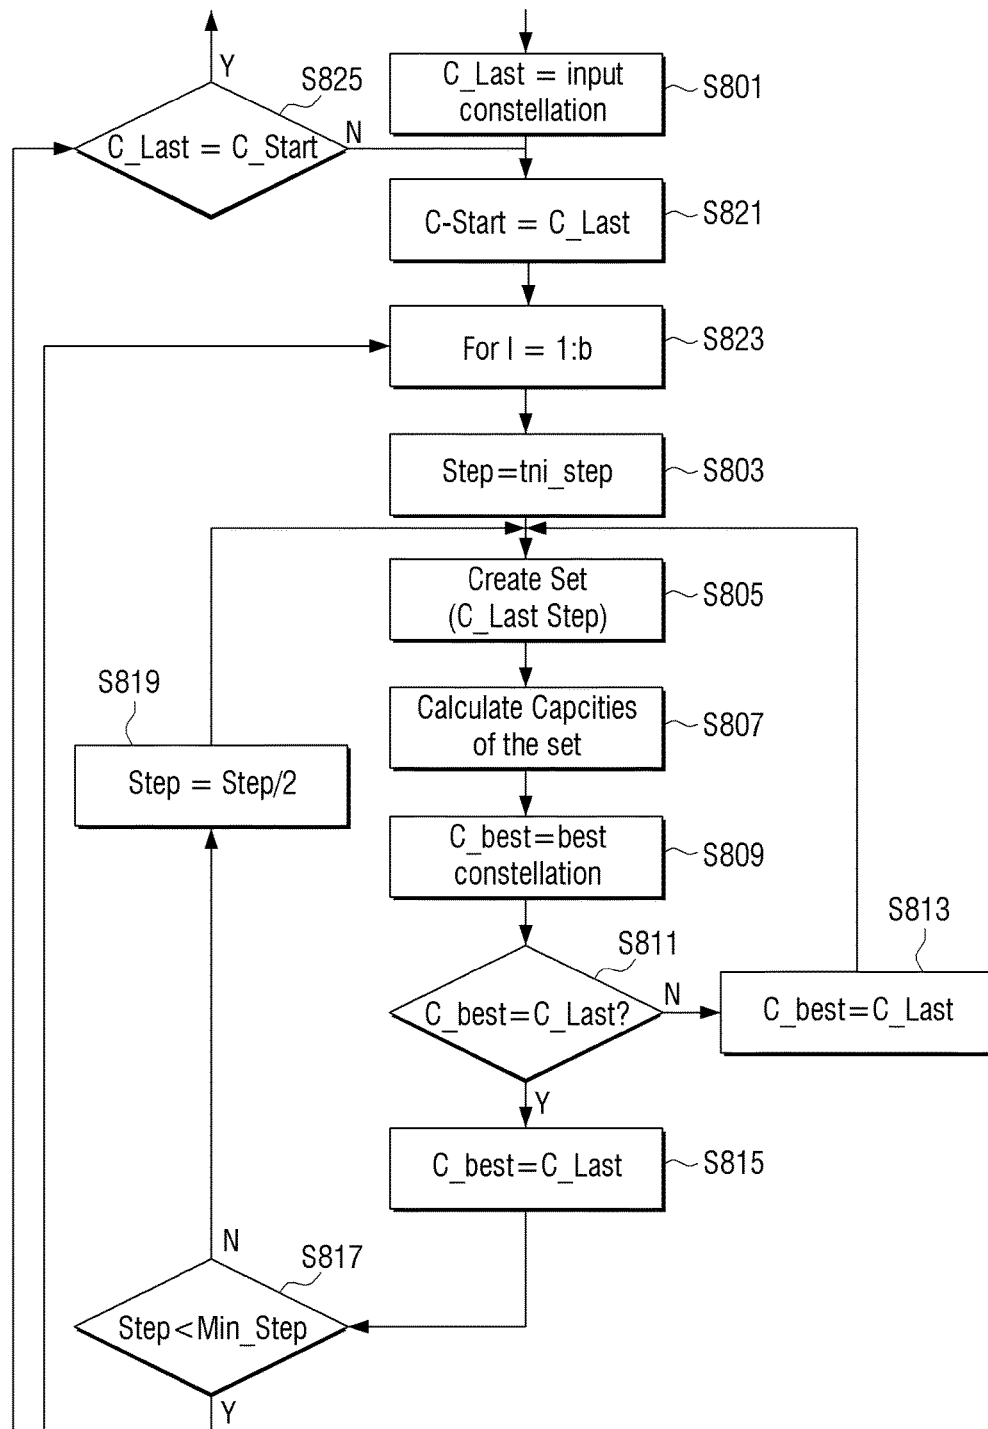 Y
S825
C_Last = C_Start
N
C_Last = input
constellation
S801
C-Start = C_Last
S821
For I = 1:b
S823
Step=tni_step
S803
Create Set
(C_Last Step)
S805
Calculate Capcities
of the set
S807
S819
Step = Step/2
C_best=best
constellation
S809
S811
C_best=C_Last?
N
S813
C_best=C_Last
Y
C_best=C_Last
S815
N
S817
Step<Min_Step
Y